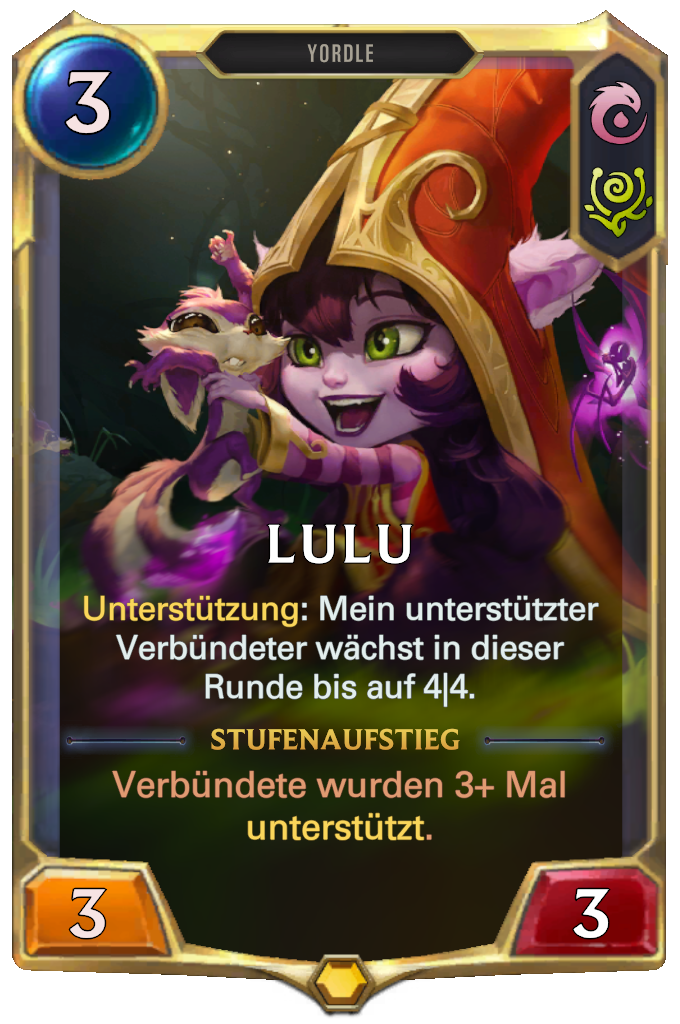 3
YORDLE
LULU
Unterstützung: Mein unterstützter
Verbündeter wächst in dieser
Runde bis auf 4|4.
STUFENAUFSTIEG
Verbündete wurden 3+ Mal
unterstützt.
3
3